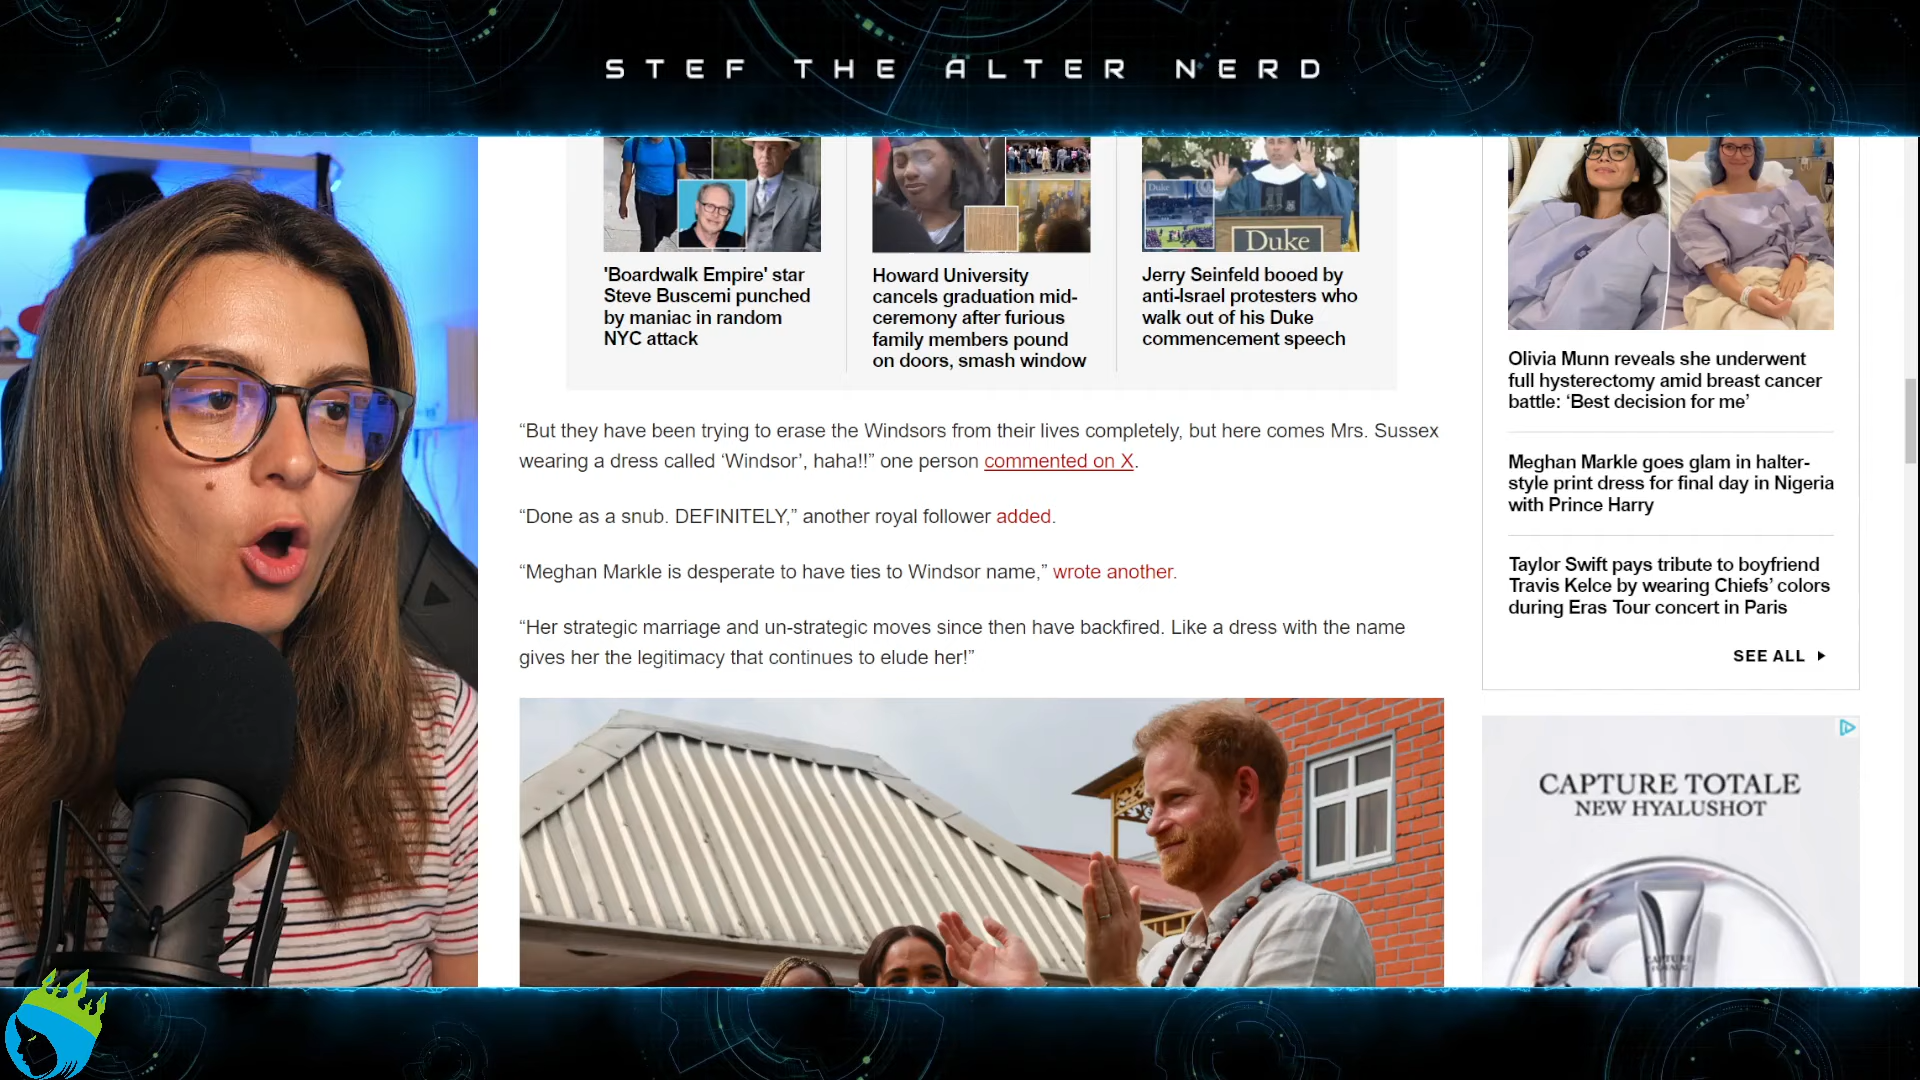 STEF THE ALTER NERD
Duke
Duke
'Boardwalk Empire' star
Steve Buscemi punched
by maniac in random
NYC attack
Howard University
cancels graduation mid-
ceremony after furious
family members pound
on doors, smash window
Jerry Seinfeld booed by
anti-Israel protesters who
walk out of his Duke
commencement speech
“But they have been trying to erase the Windsors from their lives completely, but here comes Mrs. Sussex
wearing a dress called ‘Windsor’, haha!!” one person commented on X.
“Done as a snub. DEFINITELY,” another royal follower added.
“Meghan Markle is desperate to have ties to Windsor name,” wrote another.
“Her strategic marriage and un-strategic moves since then have backfired. Like a dress with the name
gives her the legitimacy that continues to elude her!”
Olivia Munn reveals she underwent
full hysterectomy amid breast cancer
battle: ‘Best decision for me’
Meghan Markle goes glam in halter-
style print dress for final day in Nigeria
with Prince Harry
Taylor Swift pays tribute to boyfriend
Travis Kelce by wearing Chiefs’ colors
during Eras Tour concert in Paris
SEE ALL
CAPTURE TOTALE
NEW HYALUSHOT